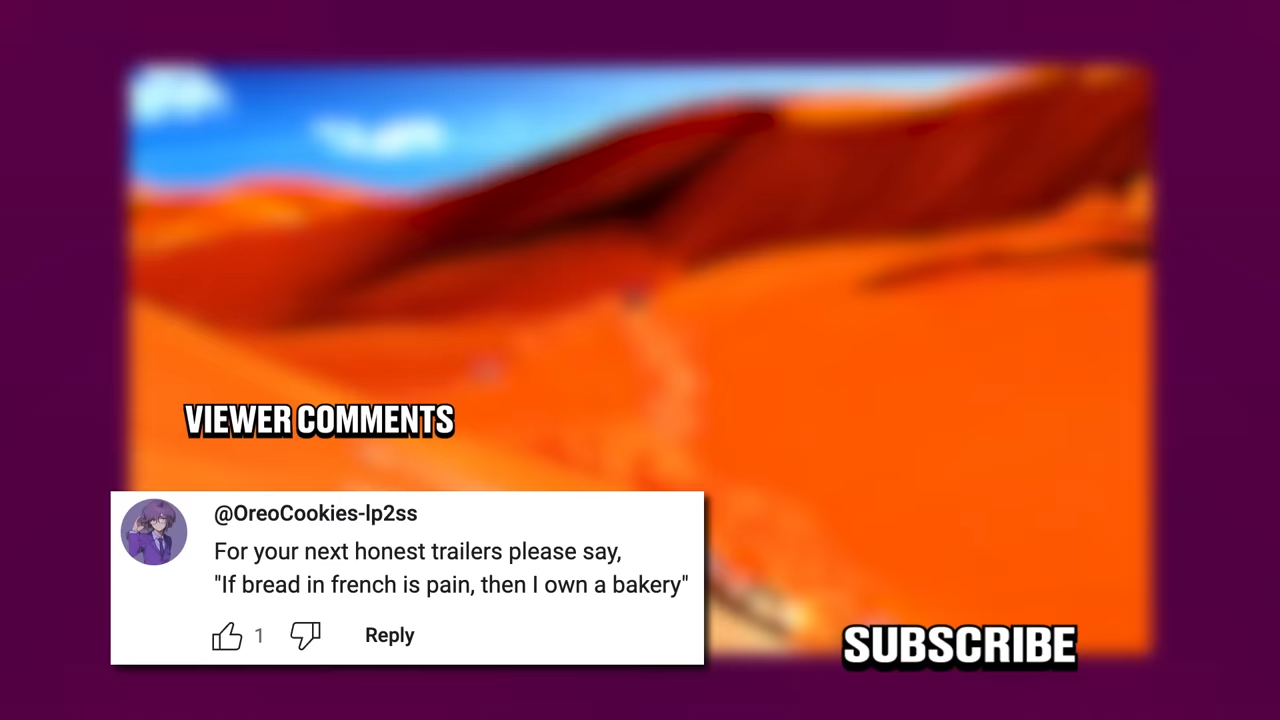 VIEWER COMMENTS
@OreoCookies-lp2ss
For your next honest trailers please say,
"If bread in french is pain, then I own a bakery"
1
Reply
SUBSCRIBE